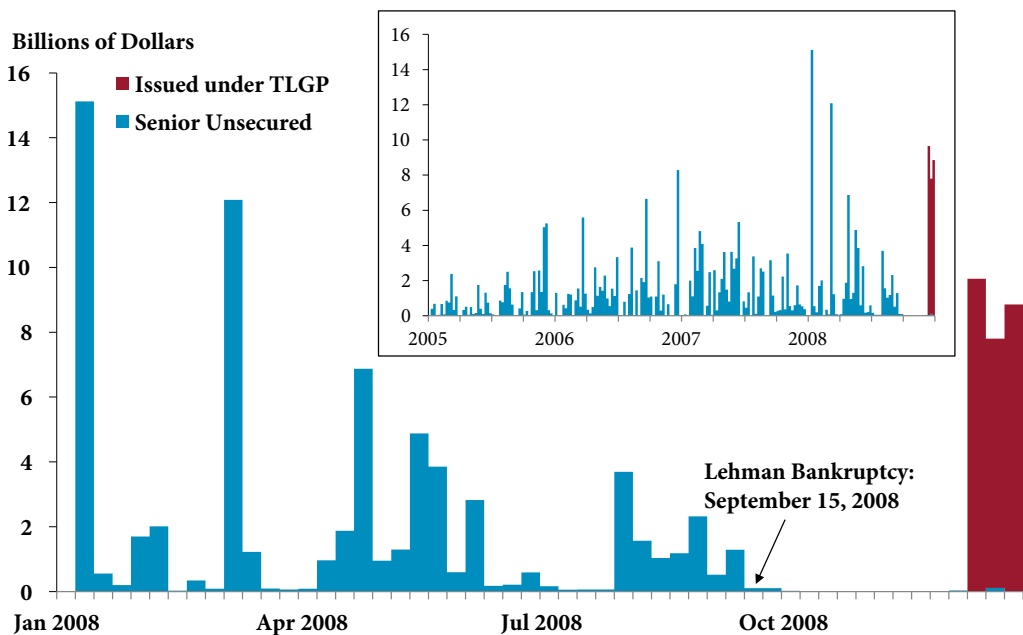 Billions of Dollars
16
14
12
10
8
6
4
2
0
Issued under TLGP
Senior Unsecured
Jan 2008
Apr 2008
Jul 2008
Oct 2008
16
14
12
10
8
6
4
2
0
2005
2006
2007
2008
Lehman Bankruptcy:
September 15, 2008